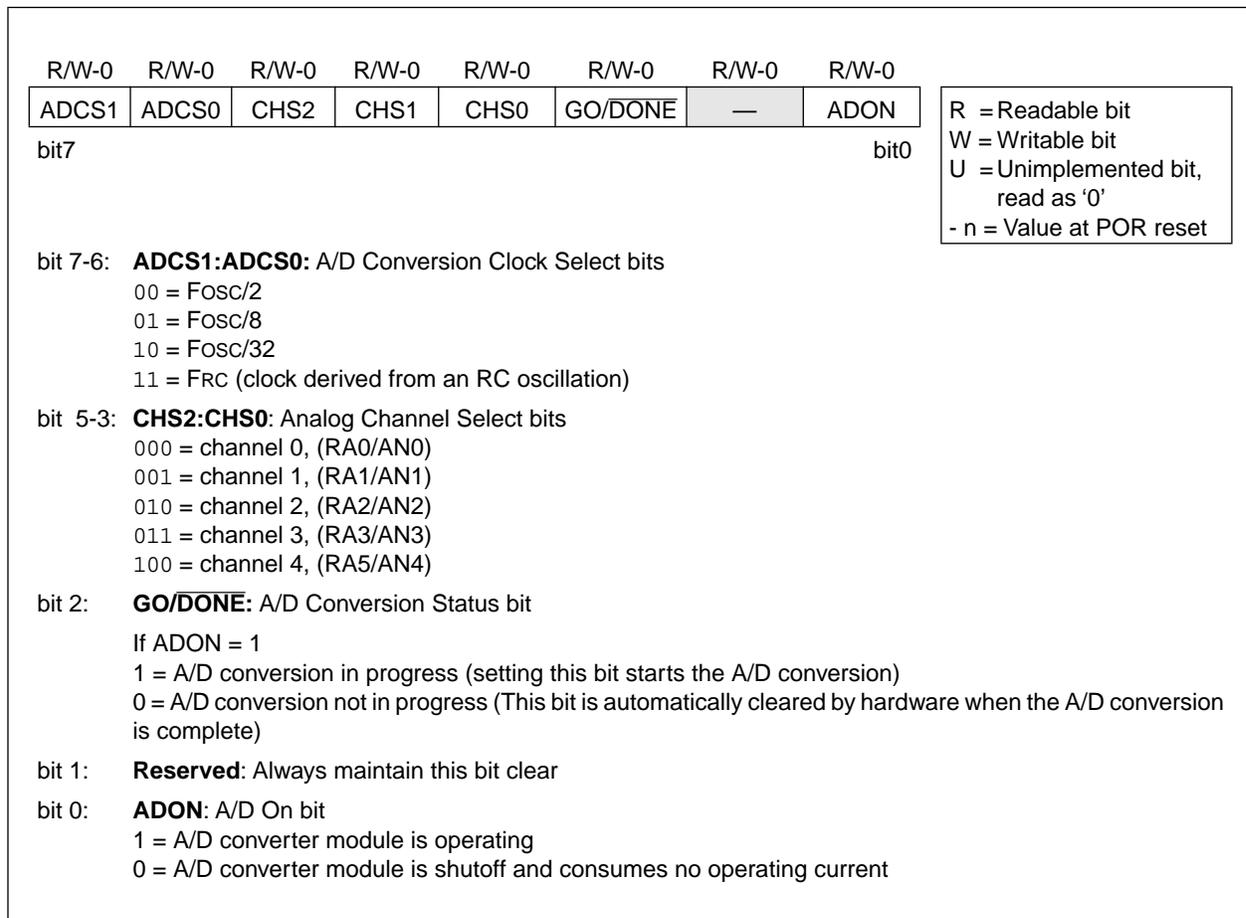 R/W-0 R/W-0 R/W-0 R/W-0 R/W-0 R/W-0 R/W-0 R/W-0
ADCS1 ADCS0 CHS2 CHS1 CHS0 GO/DONE — ADON
bit7 bit0
R = Readable bit
W = Writable bit
U = Unimplemented bit,
read as ‘0’
- n = Value at POR reset
bit 7-6: ADCS1:ADCS0: A/D Conversion Clock Select bits
00 = FOSC/2
01 = FOSC/8
10 = FOSC/32
11 = FRC (clock derived from an RC oscillation)
bit 5-3: CHS2:CHS0: Analog Channel Select bits
000 = channel 0, (RA0/AN0)
001 = channel 1, (RA1/AN1)
010 = channel 2, (RA2/AN2)
011 = channel 3, (RA3/AN3)
100 = channel 4, (RA5/AN4)
bit 2: GO/DONE: A/D Conversion Status bit
If ADON = 1
1 = A/D conversion in progress (setting this bit starts the A/D conversion)
0 = A/D conversion not in progress (This bit is automatically cleared by hardware when the A/D conversion
is complete)
bit 1: Reserved: Always maintain this bit clear
bit 0: ADON: A/D On bit
1 = A/D converter module is operating
0 = A/D converter module is shutoff and consumes no operating current